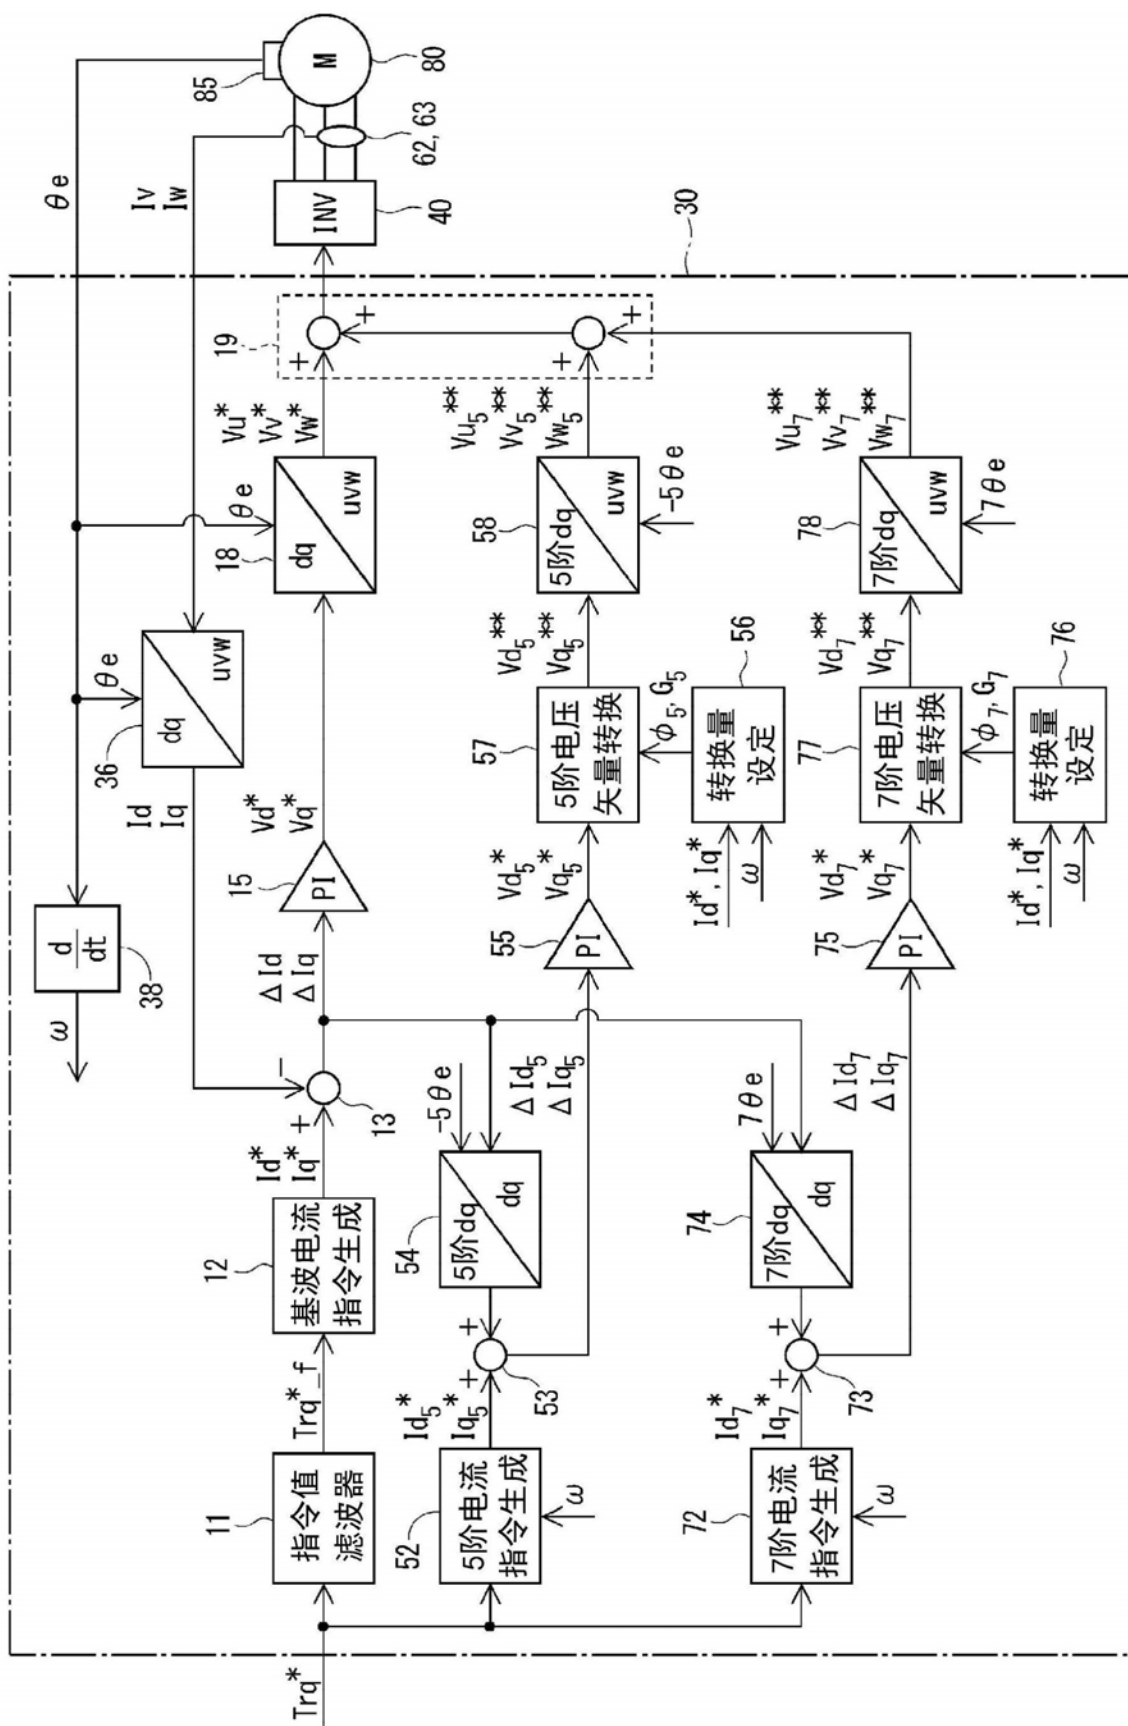 Trq*
指令值
滤波器
11
Trq*_f
基波电流
指令生成
12
Id*
Iq*
+
-
13
ΔId
ΔIq
PI
15
Vd*
Vq*
dq
uvw
18
θe
Vu*
Vv*
Vw*
+
+
19
INV
40
62, 63
M
80
85
θe
Iv
Iw
θe
dq
uvw
36
Id
Iq
d
dt
38
ω
30
5阶电流
指令生成
52
ω
Id5*
Iq5*
+
+
53
5阶dq
dq
54
-5θe
ΔId5
ΔIq5
PI
55
Vd5*
Vq5*
5阶电压
矢量转换
57
转换量
设定
56
Id*, Iq*
ω
φ5, G5
Vd5**
Vq5**
5阶dq
uvw
58
-5θe
Vu5**
Vv5**
Vw5**
+
+
7阶电流
指令生成
72
ω
Id7*
Iq7*
+
+
73
7阶dq
dq
74
7θe
ΔId7
ΔIq7
PI
75
Vd7*
Vq7*
7阶电压
矢量转换
77
转换量
设定
76
Id*, Iq*
ω
φ7, G7
Vd7**
Vq7**
7阶dq
uvw
78
7θe
Vu7**
Vv7**
Vw7**